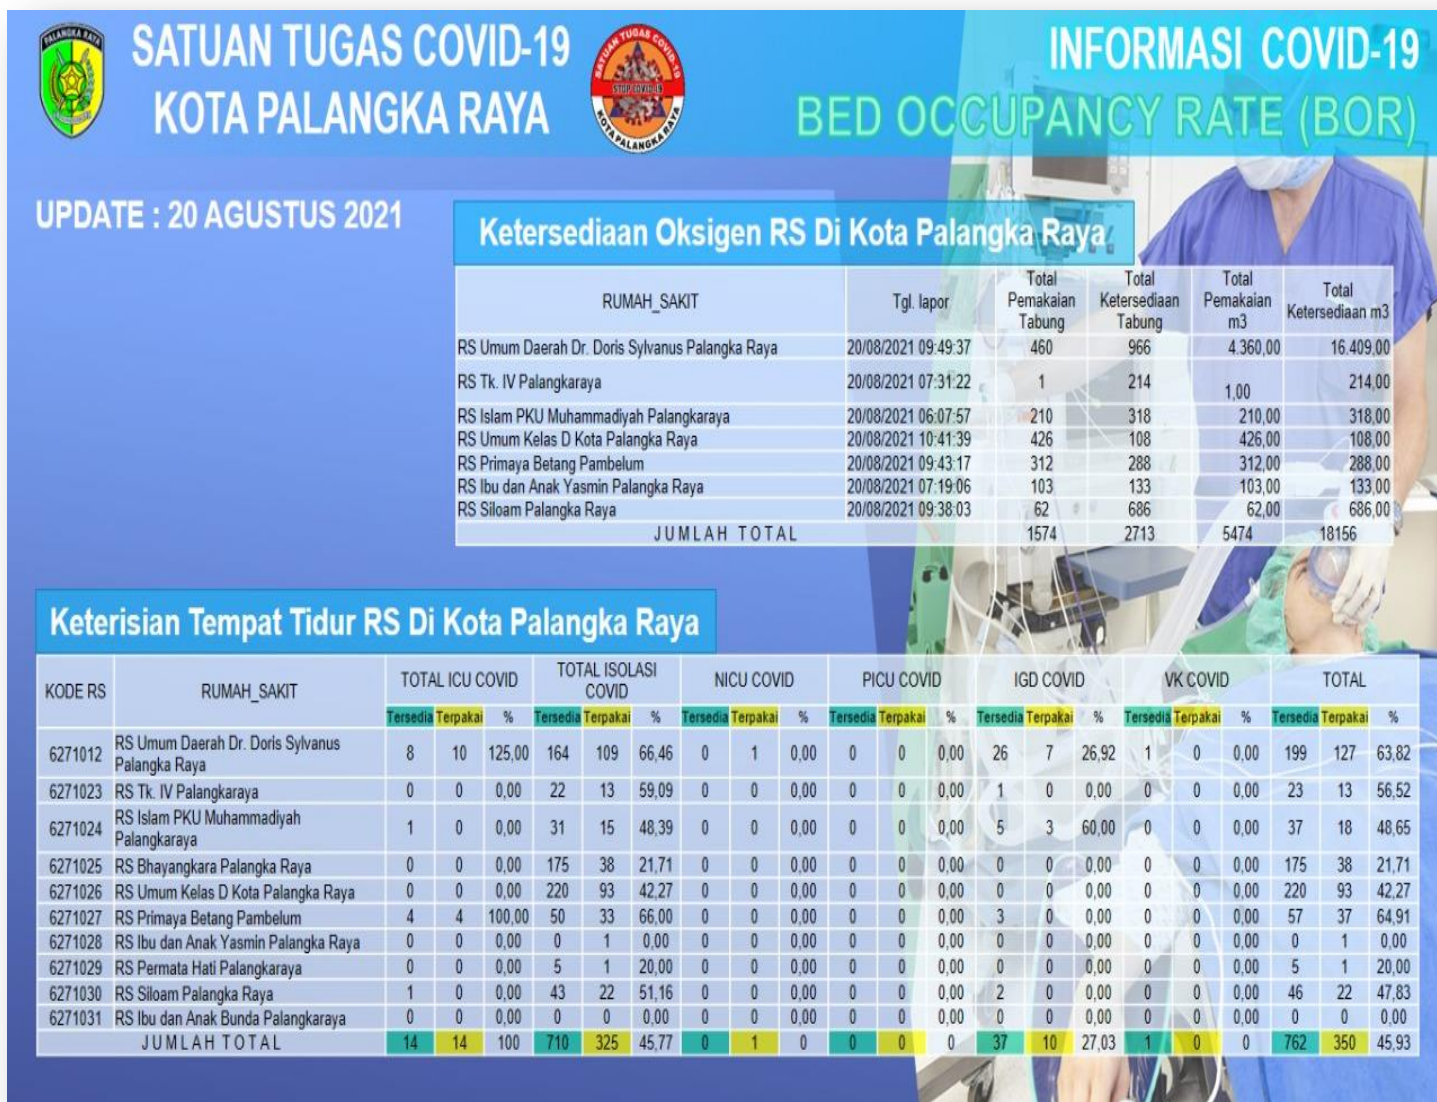 PALANGKA RAYA
SATUAN TUGAS COVID-19
KOTA PALANGKA RAYA
SATUAN TUGAS COVID-19
STOP COVID-19
KOTA PALANGKA RAYA
INFORMASI COVID-19
BED OCCUPANCY RATE (BOR)
UPDATE : 20 AGUSTUS 2021
Ketersediaan Oksigen RS Di Kota Palangka Raya
RUMAH_SAKIT Tgl. lapor Total Pemakaian Tabung Total Ketersediaan Tabung Total Pemakaian m3 Total Ketersediaan m3
RS Umum Daerah Dr. Doris Sylvanus Palangka Raya 20/08/2021 09:49:37 460 966 4.360,00 16.409,00
RS Tk. IV Palangkaraya 20/08/2021 07:31:22 1 214 1,00 214,00
RS Islam PKU Muhammadiyah Palangkaraya 20/08/2021 06:07:57 210 318 210,00 318,00
RS Umum Kelas D Kota Palangka Raya 20/08/2021 10:41:39 426 108 426,00 108,00
RS Primaya Betang Pambelum 20/08/2021 09:43:17 312 288 312,00 288,00
RS Ibu dan Anak Yasmin Palangka Raya 20/08/2021 07:19:06 103 133 103,00 133,00
RS Siloam Palangka Raya 20/08/2021 09:38:03 62 686 62,00 686,00
JUMLAH TOTAL 1574 2713 5474 18156
Keterisian Tempat Tidur RS Di Kota Palangka Raya
KODE RS RUMAH_SAKIT TOTAL ICU COVID TOTAL ISOLASI COVID NICU COVID PICU COVID IGD COVID VK COVID TOTAL
Tersedia Terpakai % Tersedia Terpakai % Tersedia Terpakai % Tersedia Terpakai % Tersedia Terpakai % Tersedia Terpakai % Tersedia Terpakai %
6271012 RS Umum Daerah Dr. Doris Sylvanus Palangka Raya 8 10 125,00 164 109 66,46 0 1 0,00 0 0 0,00 26 7 26,92 1 0 0,00 199 127 63,82
6271023 RS Tk. IV Palangkaraya 0 0 0,00 22 13 59,09 0 0 0,00 0 0 0,00 1 0 0,00 0 0 0,00 23 13 56,52
6271024 RS Islam PKU Muhammadiyah Palangkaraya 1 0 0,00 31 15 48,39 0 0 0,00 0 0 0,00 5 3 60,00 0 0 0,00 37 18 48,65
6271025 RS Bhayangkara Palangka Raya 0 0 0,00 175 38 21,71 0 0 0,00 0 0 0,00 0 0 0,00 0 0 0,00 175 38 21,71
6271026 RS Umum Kelas D Kota Palangka Raya 0 0 0,00 220 93 42,27 0 0 0,00 0 0 0,00 0 0 0,00 0 0 0,00 220 93 42,27
6271027 RS Primaya Betang Pambelum 4 4 100,00 50 33 66,00 0 0 0,00 0 0 0,00 3 0 0,00 0 0 0,00 57 37 64,91
6271028 RS Ibu dan Anak Yasmin Palangka Raya 0 0 0,00 0 1 0,00 0 0 0,00 0 0 0,00 0 0 0,00 0 0 0,00 0 1 0,00
6271029 RS Permata Hati Palangkaraya 0 0 0,00 5 1 20,00 0 0 0,00 0 0 0,00 0 0 0,00 0 0 0,00 5 1 20,00
6271030 RS Siloam Palangka Raya 1 0 0,00 43 22 51,16 0 0 0,00 0 0 0,00 2 0 0,00 0 0 0,00 46 22 47,83
6271031 RS Ibu dan Anak Bunda Palangkaraya 0 0 0,00 0 0 0,00 0 0 0,00 0 0 0,00 0 0 0,00 0 0 0,00 0 0 0,00
JUMLAH TOTAL 14 14 100 710 325 45,77 0 1 0 0 0 0 37 10 27,03 1 0 0 762 350 45,93